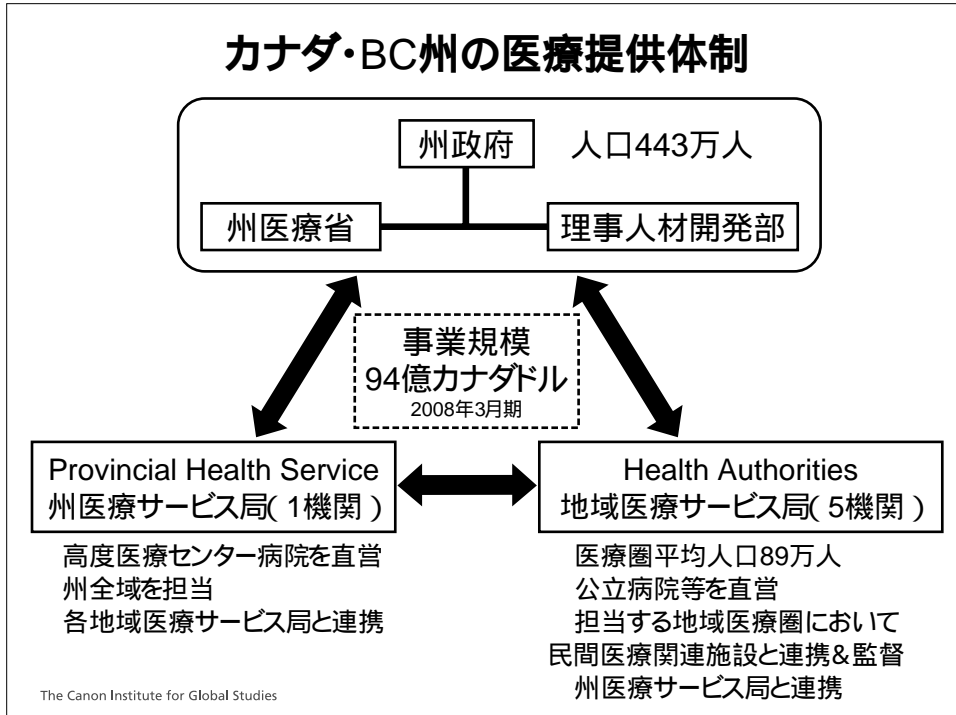 カナダ・BC州の医療提供体制
州政府
人口443万人
州医療省
理事人材開発部
事業規模
94億カナダドル
2008年3月期
Provincial Health Service
州医療サービス局(1機関)
Health Authorities
地域医療サービス局(5機関)
高度医療センター病院を直営
州全域を担当
各地域医療サービス局と連携
医療圏平均人口89万人
公立病院等を直営
担当する地域医療圏において
民間医療関連施設と連携&監督
州医療サービス局と連携
The Canon Institute for Global Studies